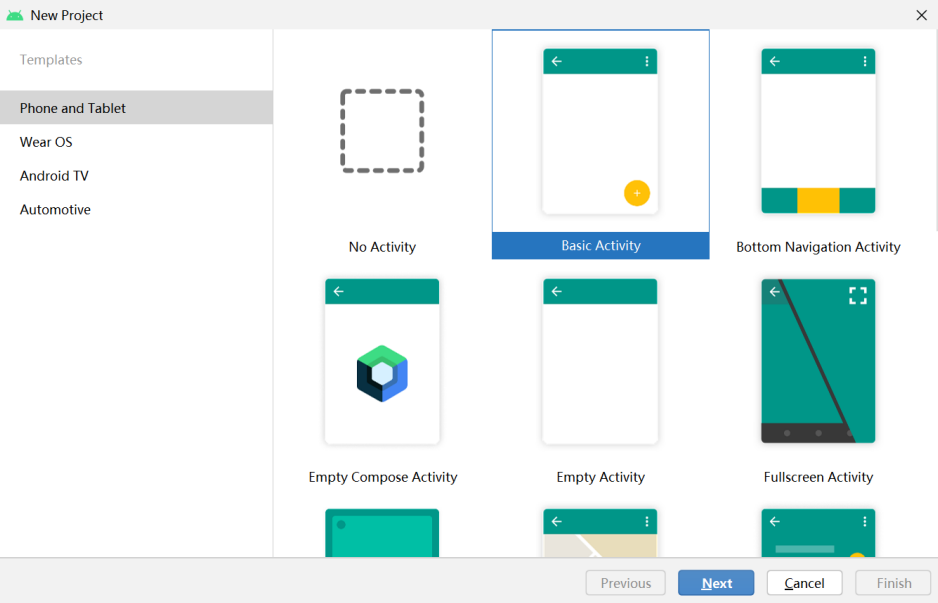 New Project
Templates
Phone and Tablet
Wear OS
Android TV
Automotive
No Activity
Basic Activity
Bottom Navigation Activity
Empty Compose Activity
Empty Activity
Fullscreen Activity
Previous
Next
Cancel
Finish